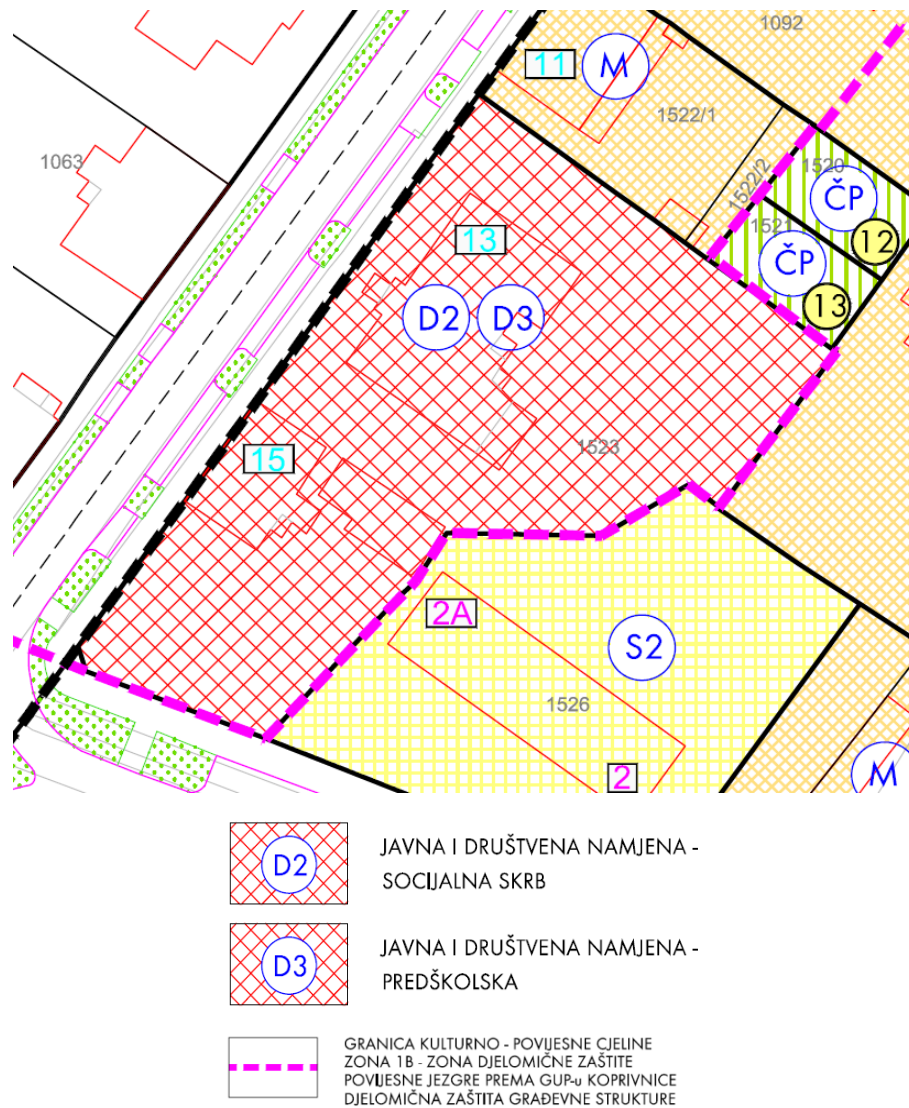 1092
11
M
1522/1
1063
1520
1522/2
ČP
1521
12
13
ČP
13
D2 D3
1523
15
2A
S2
1526
2
M
D2
JAVNA I DRUŠTVENA NAMJENA -
SOCIJALNA SKRB
D3
JAVNA I DRUŠTVENA NAMJENA -
PREDŠKOLSKA
GRANICA KULTURNO - POVIJESNE CJELINE
ZONA 1B - ZONA DJELOMIČNE ZAŠTITE
POVIJESNE JEZGRE PREMA GUP-u KOPRIVNICE
DJELOMIČNA ZAŠTITA GRAĐEVNE STRUKTURE